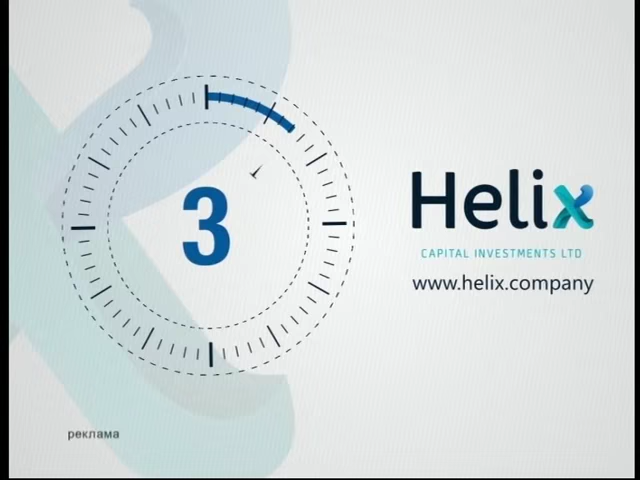 3
Helix
CAPITAL INVESTMENTS LTD
www.helix.company
реклама